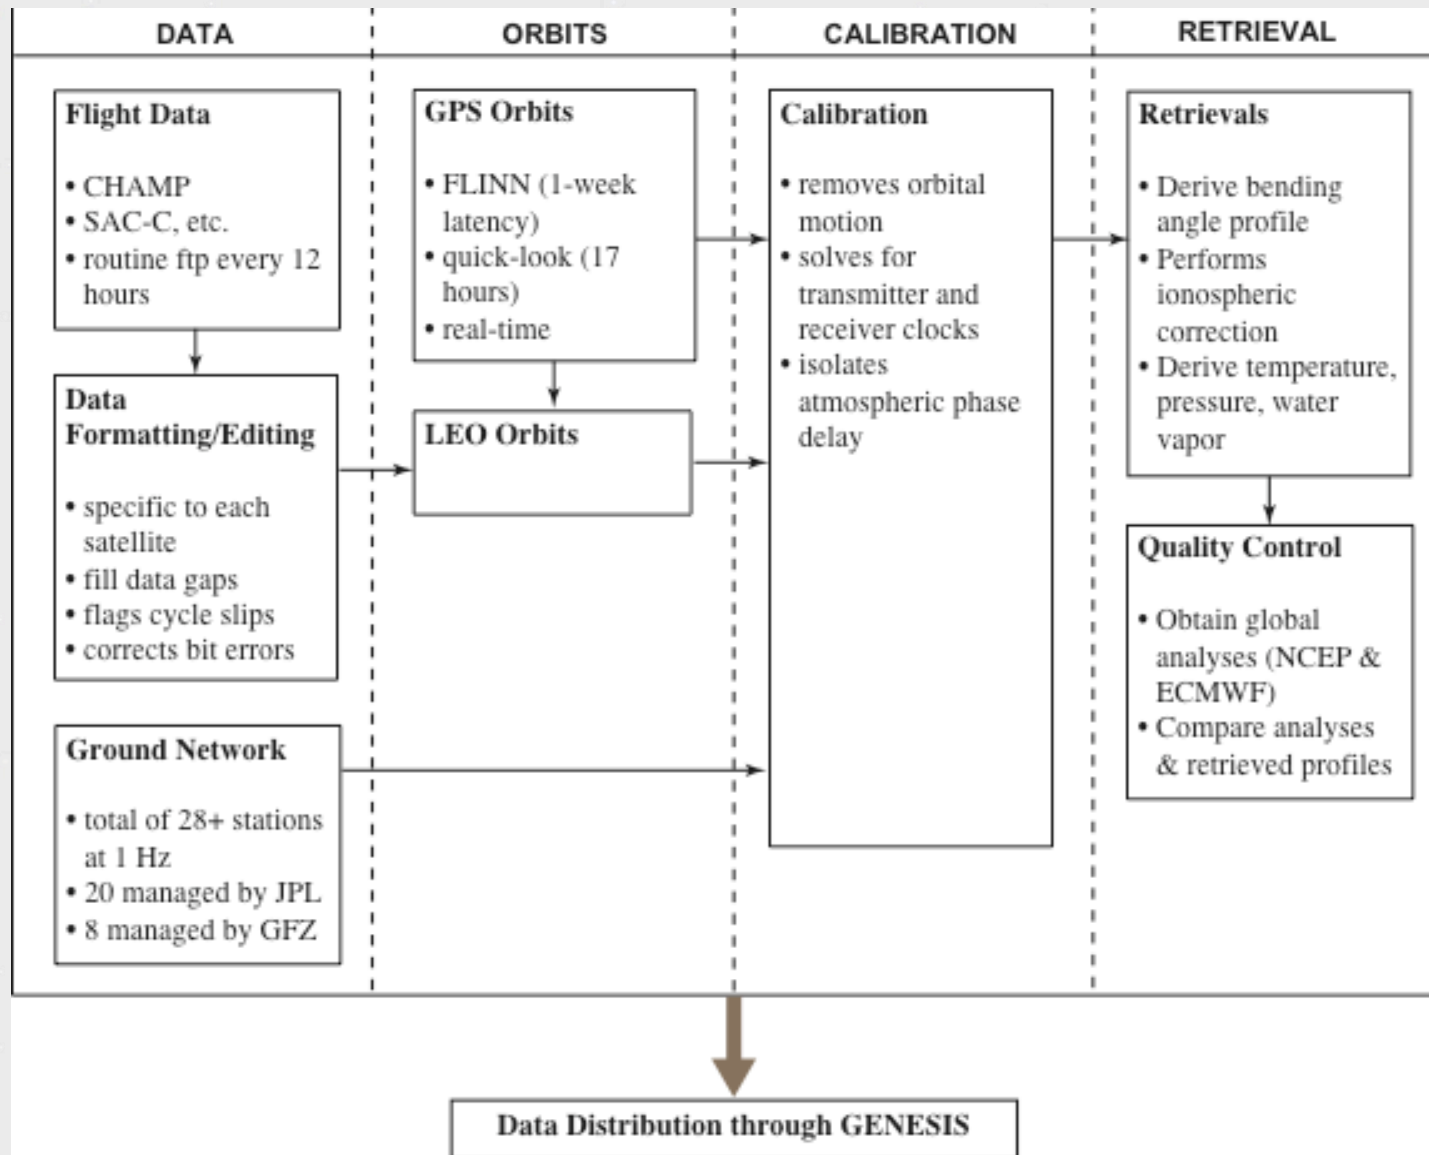 DATA
ORBITS
CALIBRATION
RETRIEVAL
Flight Data
• CHAMP
• SAC-C, etc.
• routine ftp every 12
hours
Data
Formatting/Editing
• specific to each
satellite
• fill data gaps
• flags cycle slips
• corrects bit errors
Ground Network
• total of 28+ stations
at 1 Hz
• 20 managed by JPL
• 8 managed by GFZ
GPS Orbits
• FLINN (1-week
latency)
• quick-look (17
hours)
• real-time
LEO Orbits
Calibration
• removes orbital
motion
• solves for
transmitter and
receiver clocks
• isolates
atmospheric phase
delay
Retrievals
• Derive bending
angle profile
• Performs
ionospheric
correction
• Derive temperature,
pressure, water
vapor
Quality Control
• Obtain global
analyses (NCEP &
ECMWF)
• Compare analyses
& retrieved profiles
Data Distribution through GENESIS